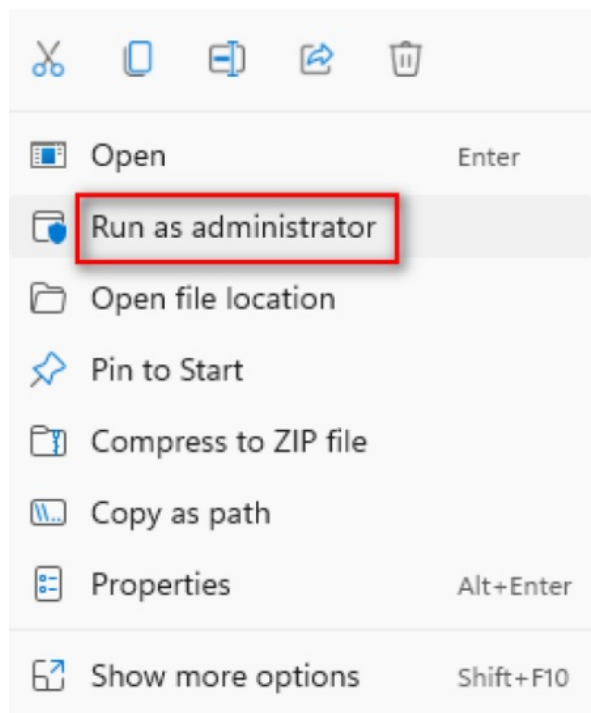 Open Enter
Run as administrator
Open file location
Pin to Start
Compress to ZIP file
Copy as path
Properties Alt+Enter
Show more options Shift+F10